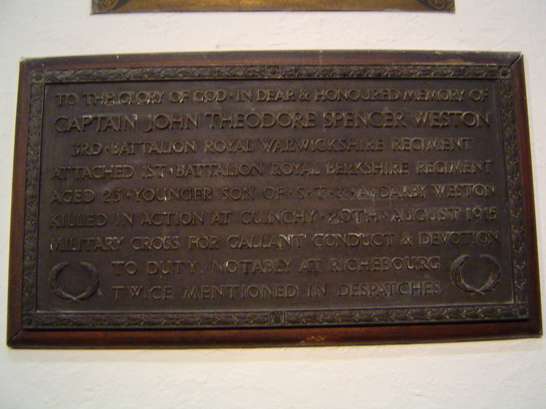 TO THE GLORY OF GOD · IN DEAR & HONOURED MEMORY OF
CAPTAIN JOHN THEODORE SPENCER WESTON
3RD · BATTALION ROYAL WARWICKSHIRE REGIMENT
ATTACHED 1ST · BATTALION ROYAL BERKSHIRE REGIMENT
AGED 23 · YOUNGER SON OF · S · T · & · A · DARBY WESTON
KILLED IN ACTION AT CUINCHY · 20TH · AUGUST 1915
MILITARY CROSS FOR GALLANT CONDUCT & DEVOTION
TO DUTY, NOTABLY AT RICHEBOURG
TWICE MENTIONED IN DESPATCHES